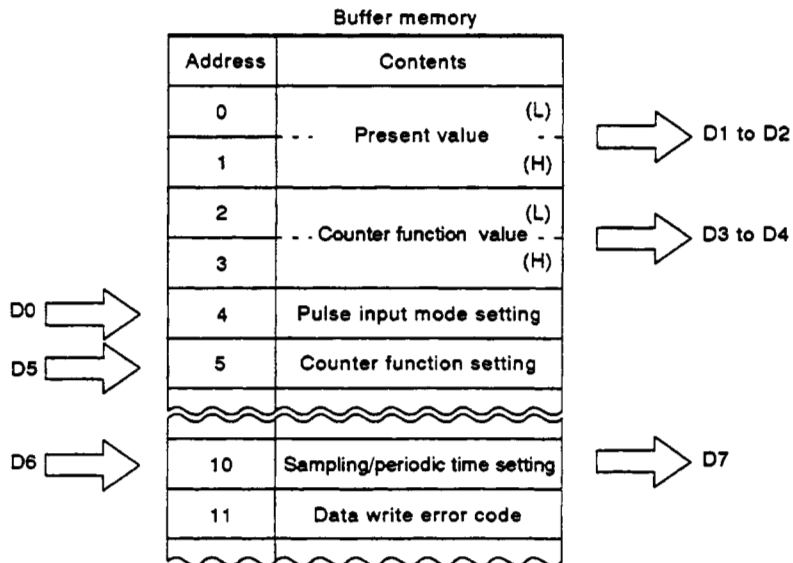 Buffer memory
Address Contents
0 (L)
Present value D1 to D2
1 (H)
2 (L)
Counter function value D3 to D4
3 (H)
D0 4 Pulse input mode setting
D5 5 Counter function setting
D6 10 Sampling/periodic time setting D7
11 Data write error code